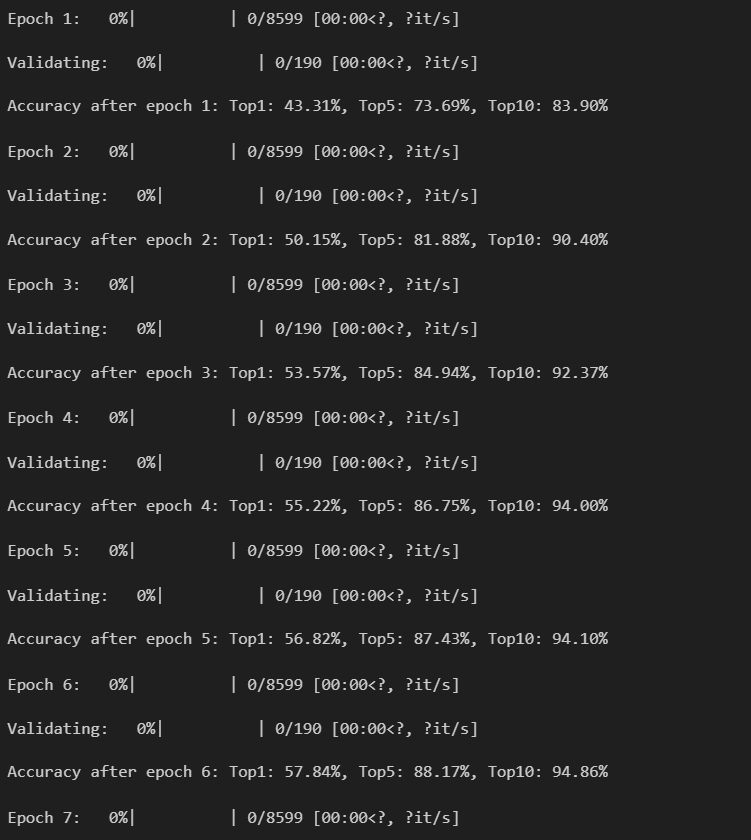 Epoch 1:   0%|          | 0/8599 [00:00<?, ?it/s]
Validating:   0%|          | 0/190 [00:00<?, ?it/s]
Accuracy after epoch 1: Top1: 43.31%, Top5: 73.69%, Top10: 83.90%
Epoch 2:   0%|          | 0/8599 [00:00<?, ?it/s]
Validating:   0%|          | 0/190 [00:00<?, ?it/s]
Accuracy after epoch 2: Top1: 50.15%, Top5: 81.88%, Top10: 90.40%
Epoch 3:   0%|          | 0/8599 [00:00<?, ?it/s]
Validating:   0%|          | 0/190 [00:00<?, ?it/s]
Accuracy after epoch 3: Top1: 53.57%, Top5: 84.94%, Top10: 92.37%
Epoch 4:   0%|          | 0/8599 [00:00<?, ?it/s]
Validating:   0%|          | 0/190 [00:00<?, ?it/s]
Accuracy after epoch 4: Top1: 55.22%, Top5: 86.75%, Top10: 94.00%
Epoch 5:   0%|          | 0/8599 [00:00<?, ?it/s]
Validating:   0%|          | 0/190 [00:00<?, ?it/s]
Accuracy after epoch 5: Top1: 56.82%, Top5: 87.43%, Top10: 94.10%
Epoch 6:   0%|          | 0/8599 [00:00<?, ?it/s]
Validating:   0%|          | 0/190 [00:00<?, ?it/s]
Accuracy after epoch 6: Top1: 57.84%, Top5: 88.17%, Top10: 94.86%
Epoch 7:   0%|          | 0/8599 [00:00<?, ?it/s]